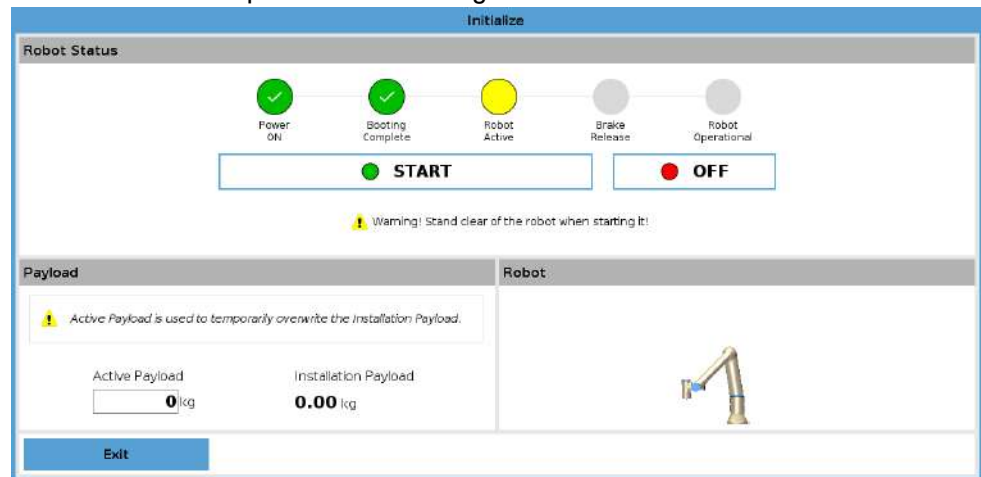 Initialize
Robot Status
Power ON
Booting Complete
Robot Active
Brake Release
Robot Operational
START
OFF
Warning! Stand clear of the robot when starting it!
Payload
Robot
Active Payload is used to temporarily overwrite the Installation Payload.
Active Payload
Installation Payload
0 kg
0.00 kg
Exit